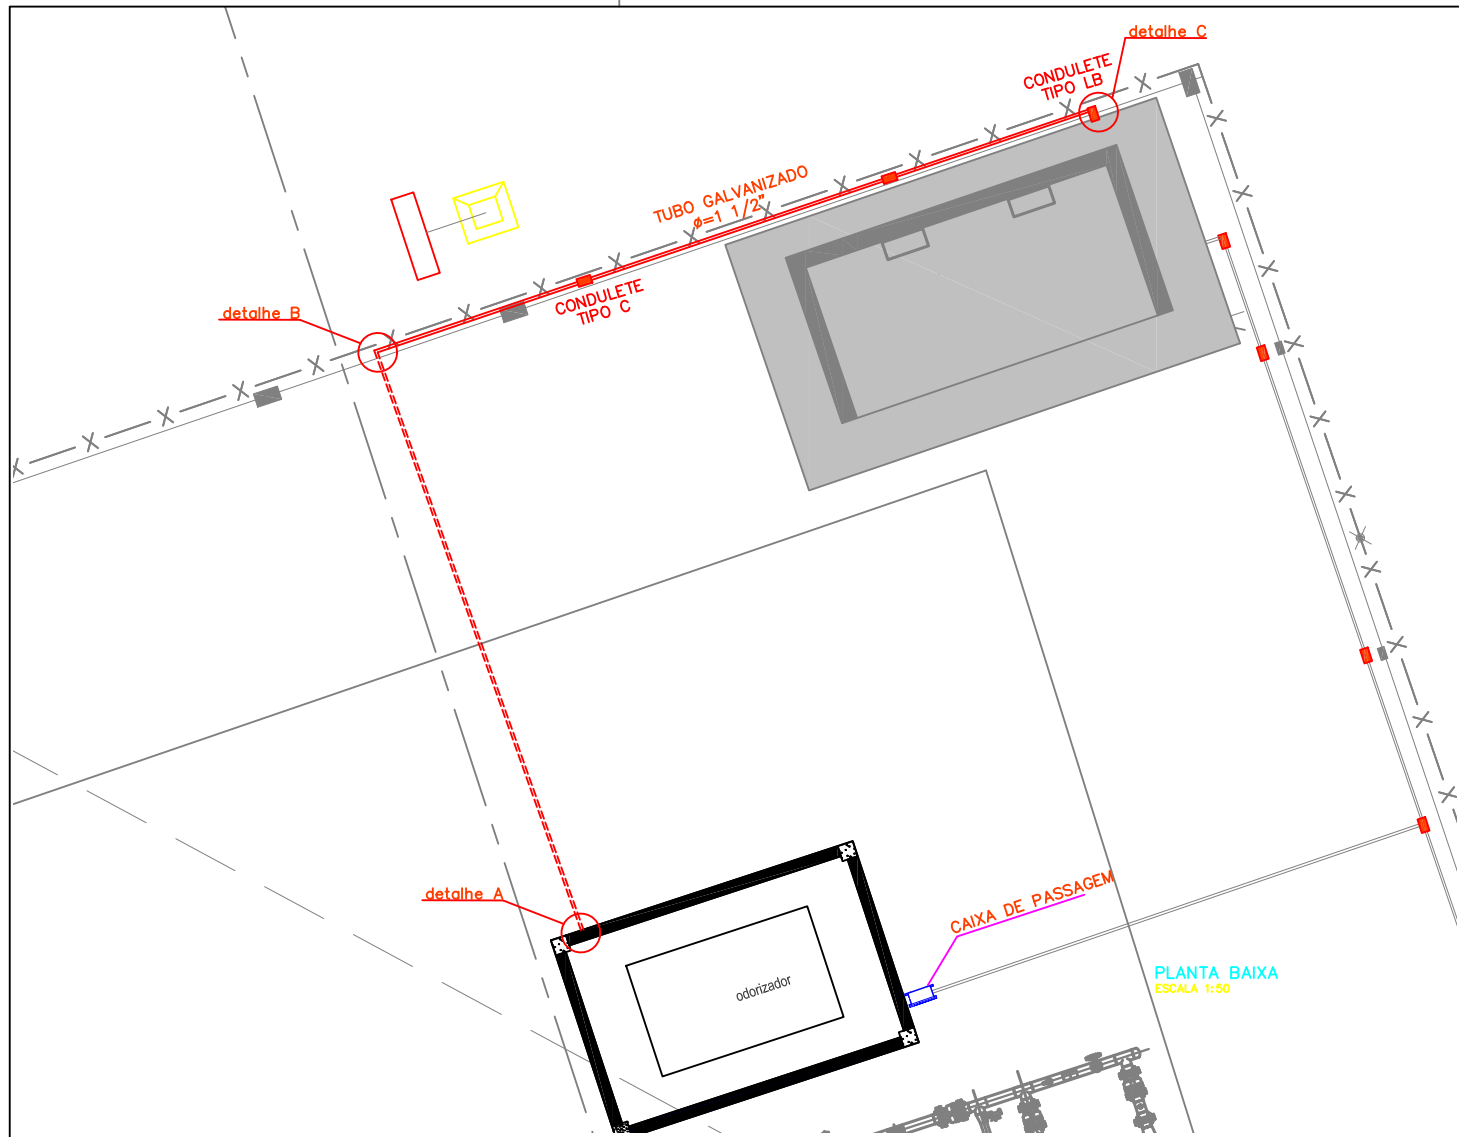 detalhe C
CONDULETE
TIPO LB
TUBO GALVANIZADO
ø=1 1/2"
CONDULETE
TIPO C
detalhe B
detalhe A
CAIXA DE PASSAGEM
odorizador
PLANTA BAIXA
ESCALA 1:50